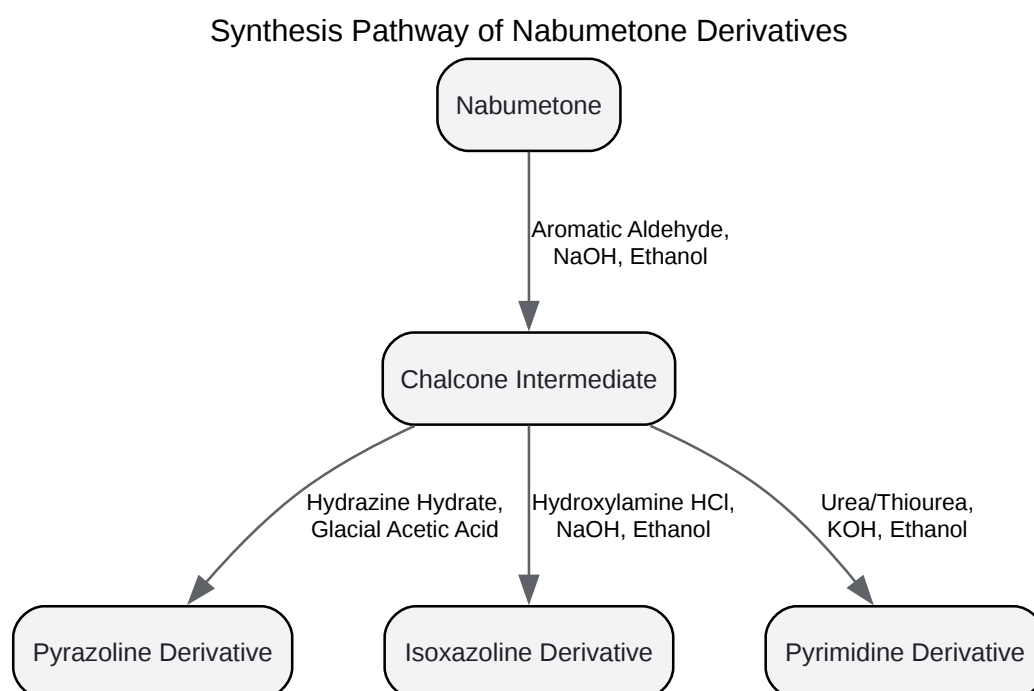 Synthesis Pathway of Nabumetone Derivatives
Nabumetone
Aromatic Aldehyde,
NaOH, Ethanol
Chalcone Intermediate
Hydrazine Hydrate,
Glacial Acetic Acid
Hydroxylamine HCl,
NaOH, Ethanol
Urea/Thiourea,
KOH, Ethanol
Pyrazoline Derivative
Isoxazoline Derivative
Pyrimidine Derivative